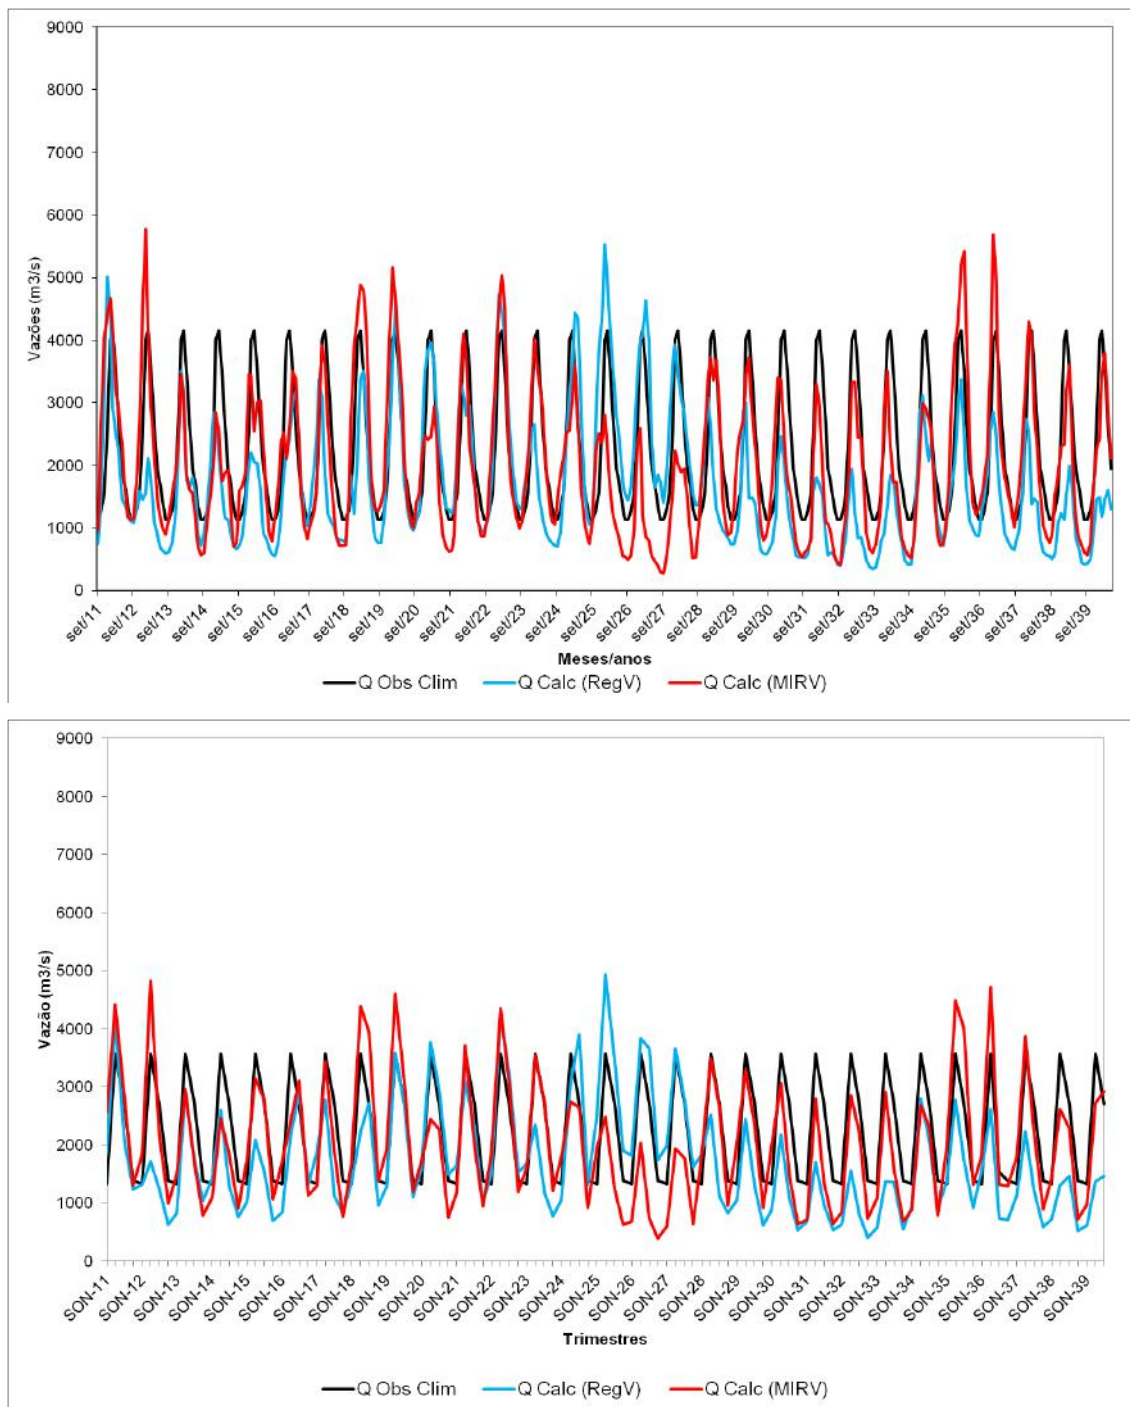 9000
8000
7000
6000
5000
4000
3000
2000
1000
0
Vazões (m3/s)
set/11 set/12 set/13 set/14 set/15 set/16 set/17 set/18 set/19 set/20 set/21 set/22 set/23 set/24 set/25 set/26 set/27 set/28 set/29 set/30 set/31 set/32 set/33 set/34 set/35 set/36 set/37 set/38 set/39
Meses/anos
Q Obs Clim Q Calc (RegV) Q Calc (MIRV)
9000
8000
7000
6000
5000
4000
3000
2000
1000
0
Vazão (m3/s)
SON-11 SON-12 SON-13 SON-14 SON-15 SON-16 SON-17 SON-18 SON-19 SON-20 SON-21 SON-22 SON-23 SON-24 SON-25 SON-26 SON-27 SON-28 SON-29 SON-30 SON-31 SON-32 SON-33 SON-34 SON-35 SON-36 SON-37 SON-38 SON-39
Trimestres
Q Obs Clim Q Calc (RegV) Q Calc (MIRV)